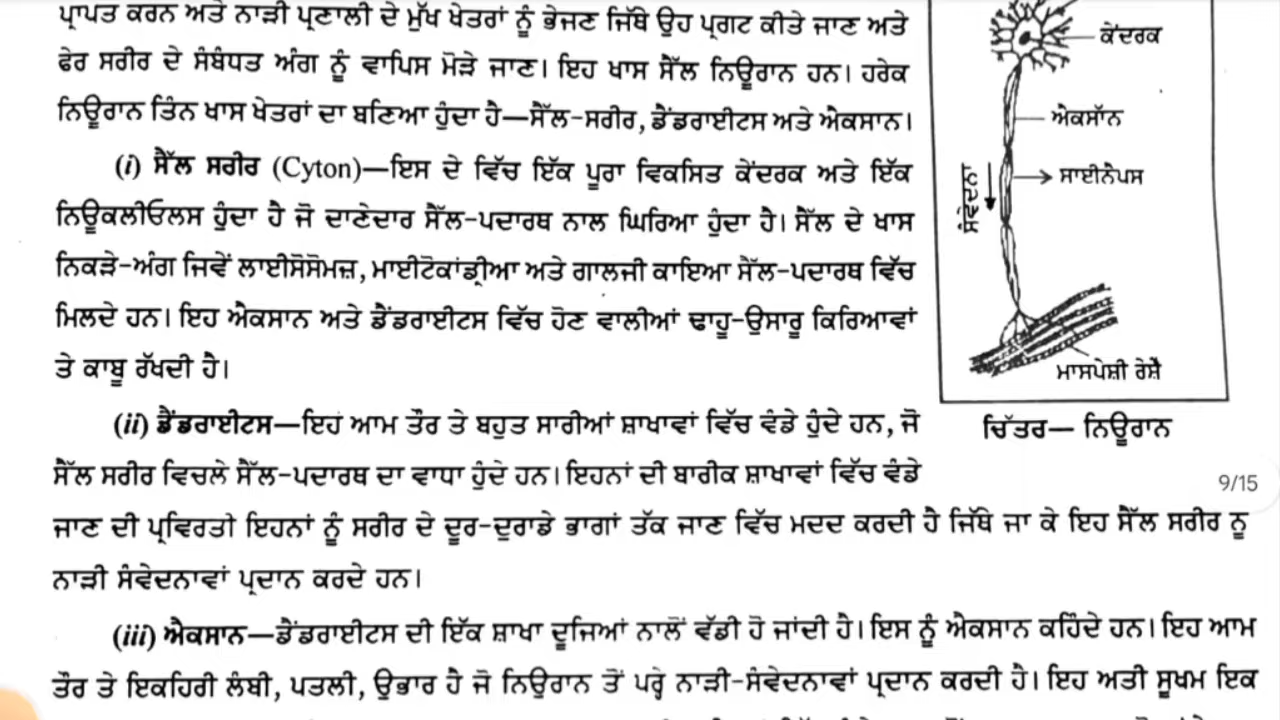 ਪ੍ਰਾਪਤ ਕਰਨ ਅਤੇ ਨਾੜੀ ਪ੍ਰਣਾਲੀ ਦੇ ਮੁੱਖ ਖੇਤਰਾਂ ਨੂੰ ਭੇਜਣ ਜਿੱਥੇ ਉਹ ਪ੍ਰਗਟ ਕੀਤੇ ਜਾਣ ਅਤੇ
ਫੇਰ ਸਰੀਰ ਦੇ ਸੰਬੰਧਤ ਅੰਗ ਨੂੰ ਵਾਪਿਸ ਮੋੜੇ ਜਾਣ। ਇਹ ਖਾਸ ਸੈੱਲ ਨਿਊਰਾਨ ਹਨ। ਹਰੇਕ
ਨਿਊਰਾਨ ਤਿੰਨ ਖਾਸ ਖੇਤਰਾਂ ਦਾ ਬਣਿਆ ਹੁੰਦਾ ਹੈ—ਸੈੱਲ-ਸਰੀਰ, ਡੈਂਡਰਾਈਟਸ ਅਤੇ ਐਕਸਾਨ।
(i) ਸੈੱਲ ਸਰੀਰ (Cyton)—ਇਸ ਦੇ ਵਿੱਚ ਇੱਕ ਪੂਰਾ ਵਿਕਸਿਤ ਕੇਂਦਰਕ ਅਤੇ ਇੱਕ
ਨਿਊਕਲੀਓਲਸ ਹੁੰਦਾ ਹੈ ਜੋ ਦਾਣੇਦਾਰ ਸੈੱਲ-ਪਦਾਰਥ ਨਾਲ ਘਿਰਿਆ ਹੁੰਦਾ ਹੈ। ਸੈੱਲ ਦੇ ਖਾਸ
ਨਿਕੜੇ-ਅੰਗ ਜਿਵੇਂ ਲਾਈਸੋਸੋਮਜ਼, ਮਾਈਟੋਕਾਂਡ੍ਰੀਆ ਅਤੇ ਗਾਲਜੀ ਕਾਇਆ ਸੈੱਲ-ਪਦਾਰਥ ਵਿੱਚ
ਮਿਲਦੇ ਹਨ। ਇਹ ਐਕਸਾਨ ਅਤੇ ਡੈਂਡਰਾਈਟਸ ਵਿੱਚ ਹੋਣ ਵਾਲੀਆਂ ਢਾਹੂ-ਉਸਾਰੂ ਕਿਰਿਆਵਾਂ
ਤੇ ਕਾਬੂ ਰੱਖਦੀ ਹੈ।
(ii) ਡੈਂਡਰਾਈਟਸ—ਇਹ ਆਮ ਤੌਰ ਤੇ ਬਹੁਤ ਸਾਰੀਆਂ ਸ਼ਾਖਾਵਾਂ ਵਿੱਚ ਵੰਡੇ ਹੁੰਦੇ ਹਨ, ਜੋ
ਸੈੱਲ ਸਰੀਰ ਵਿਚਲੇ ਸੈੱਲ-ਪਦਾਰਥ ਦਾ ਵਾਧਾ ਹੁੰਦੇ ਹਨ। ਇਹਨਾਂ ਦੀ ਬਾਰੀਕ ਸ਼ਾਖਾਵਾਂ ਵਿੱਚ ਵੰਡੇ
ਜਾਣ ਦੀ ਪ੍ਰਵਿਰਤੀ ਇਹਨਾਂ ਨੂੰ ਸਰੀਰ ਦੇ ਦੂਰ-ਦੁਰਾਡੇ ਭਾਗਾਂ ਤੱਕ ਜਾਣ ਵਿੱਚ ਮਦਦ ਕਰਦੀ ਹੈ ਜਿੱਥੇ ਜਾ ਕੇ ਇਹ ਸੈੱਲ ਸਰੀਰ ਨੂ
ਨਾੜੀ ਸੰਵੇਦਨਾਵਾਂ ਪ੍ਰਦਾਨ ਕਰਦੇ ਹਨ।
(iii) ਐਕਸਾਨ—ਡੈਂਡਰਾਈਟਸ ਦੀ ਇੱਕ ਸ਼ਾਖਾ ਦੂਜਿਆਂ ਨਾਲੋਂ ਵੱਡੀ ਹੋ ਜਾਂਦੀ ਹੈ। ਇਸ ਨੂੰ ਐਕਸਾਨ ਕਹਿੰਦੇ ਹਨ। ਇਹ ਆਮ
ਤੌਰ ਤੇ ਇਕਹਿਰੀ ਲੰਬੀ, ਪਤਲੀ, ਉਭਾਰ ਹੈ ਜੋ ਨਿਉਰਾਨ ਤੋਂ ਪਰ੍ਹੇ ਨਾੜੀ-ਸੰਵੇਦਨਾਵਾਂ ਪ੍ਰਦਾਨ ਕਰਦੀ ਹੈ। ਇਹ ਅਤੀ ਸੂਖਮ ਇਕ
ਕੇਂਦਰਕ
ਐਕਸਾੱਨ
ਸਾਈਨੈਪਸ
ਸੰਵੇਦਨਾ
ਮਾਸਪੇਸ਼ੀ ਰੇਸ਼ੈ
ਚਿੱਤਰ— ਨਿਊਰਾਨ
9/15